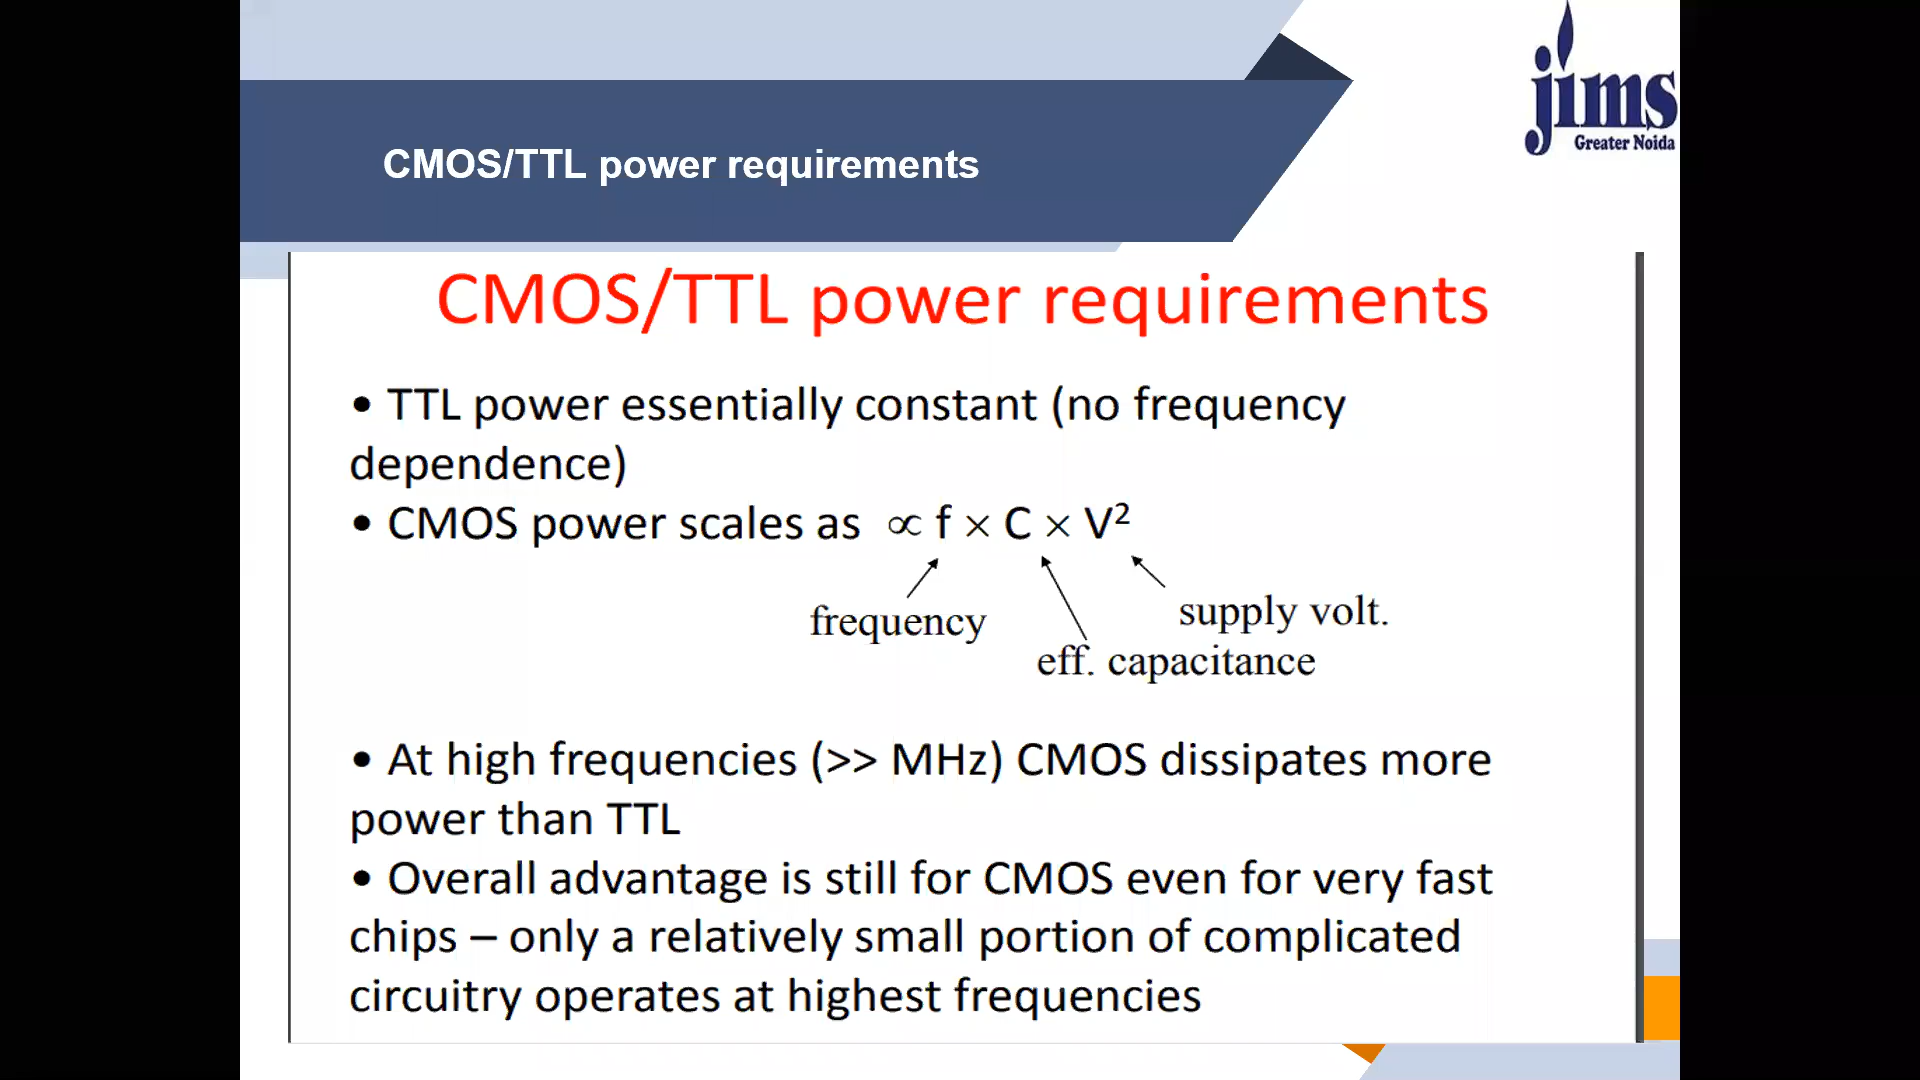 jims
Greater Noida
CMOS/TTL power requirements
CMOS/TTL power requirements
• TTL power essentially constant (no frequency
dependence)
• CMOS power scales as ∝ f × C × V²
frequency
supply volt.
eff. capacitance
• At high frequencies (>> MHz) CMOS dissipates more
power than TTL
• Overall advantage is still for CMOS even for very fast
chips – only a relatively small portion of complicated
circuitry operates at highest frequencies